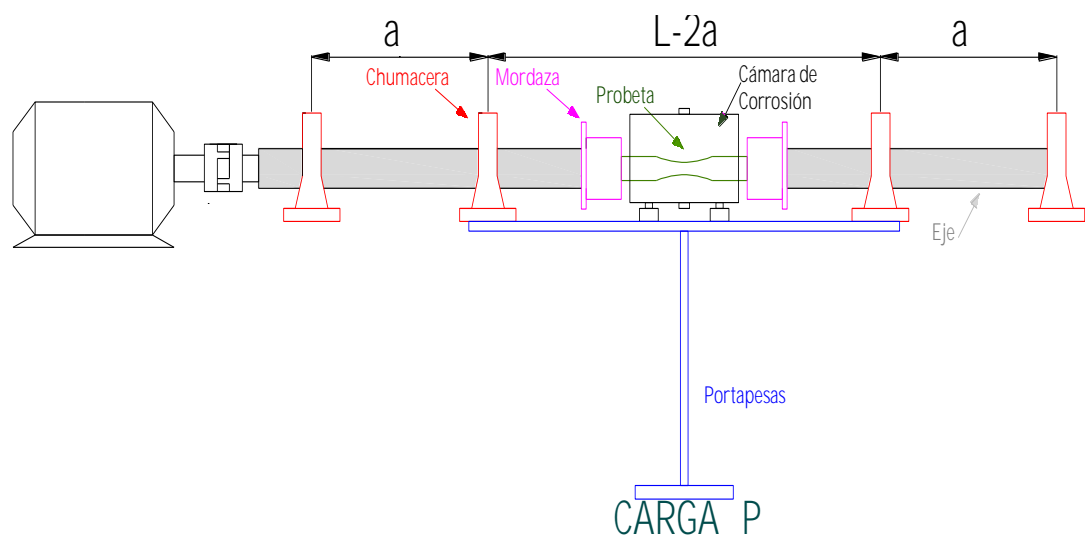 a
L-2a
a
Chumacera
Mordaza
Probeta
Cámara de
Corrosión
Eje
Portapesas
CARGA P